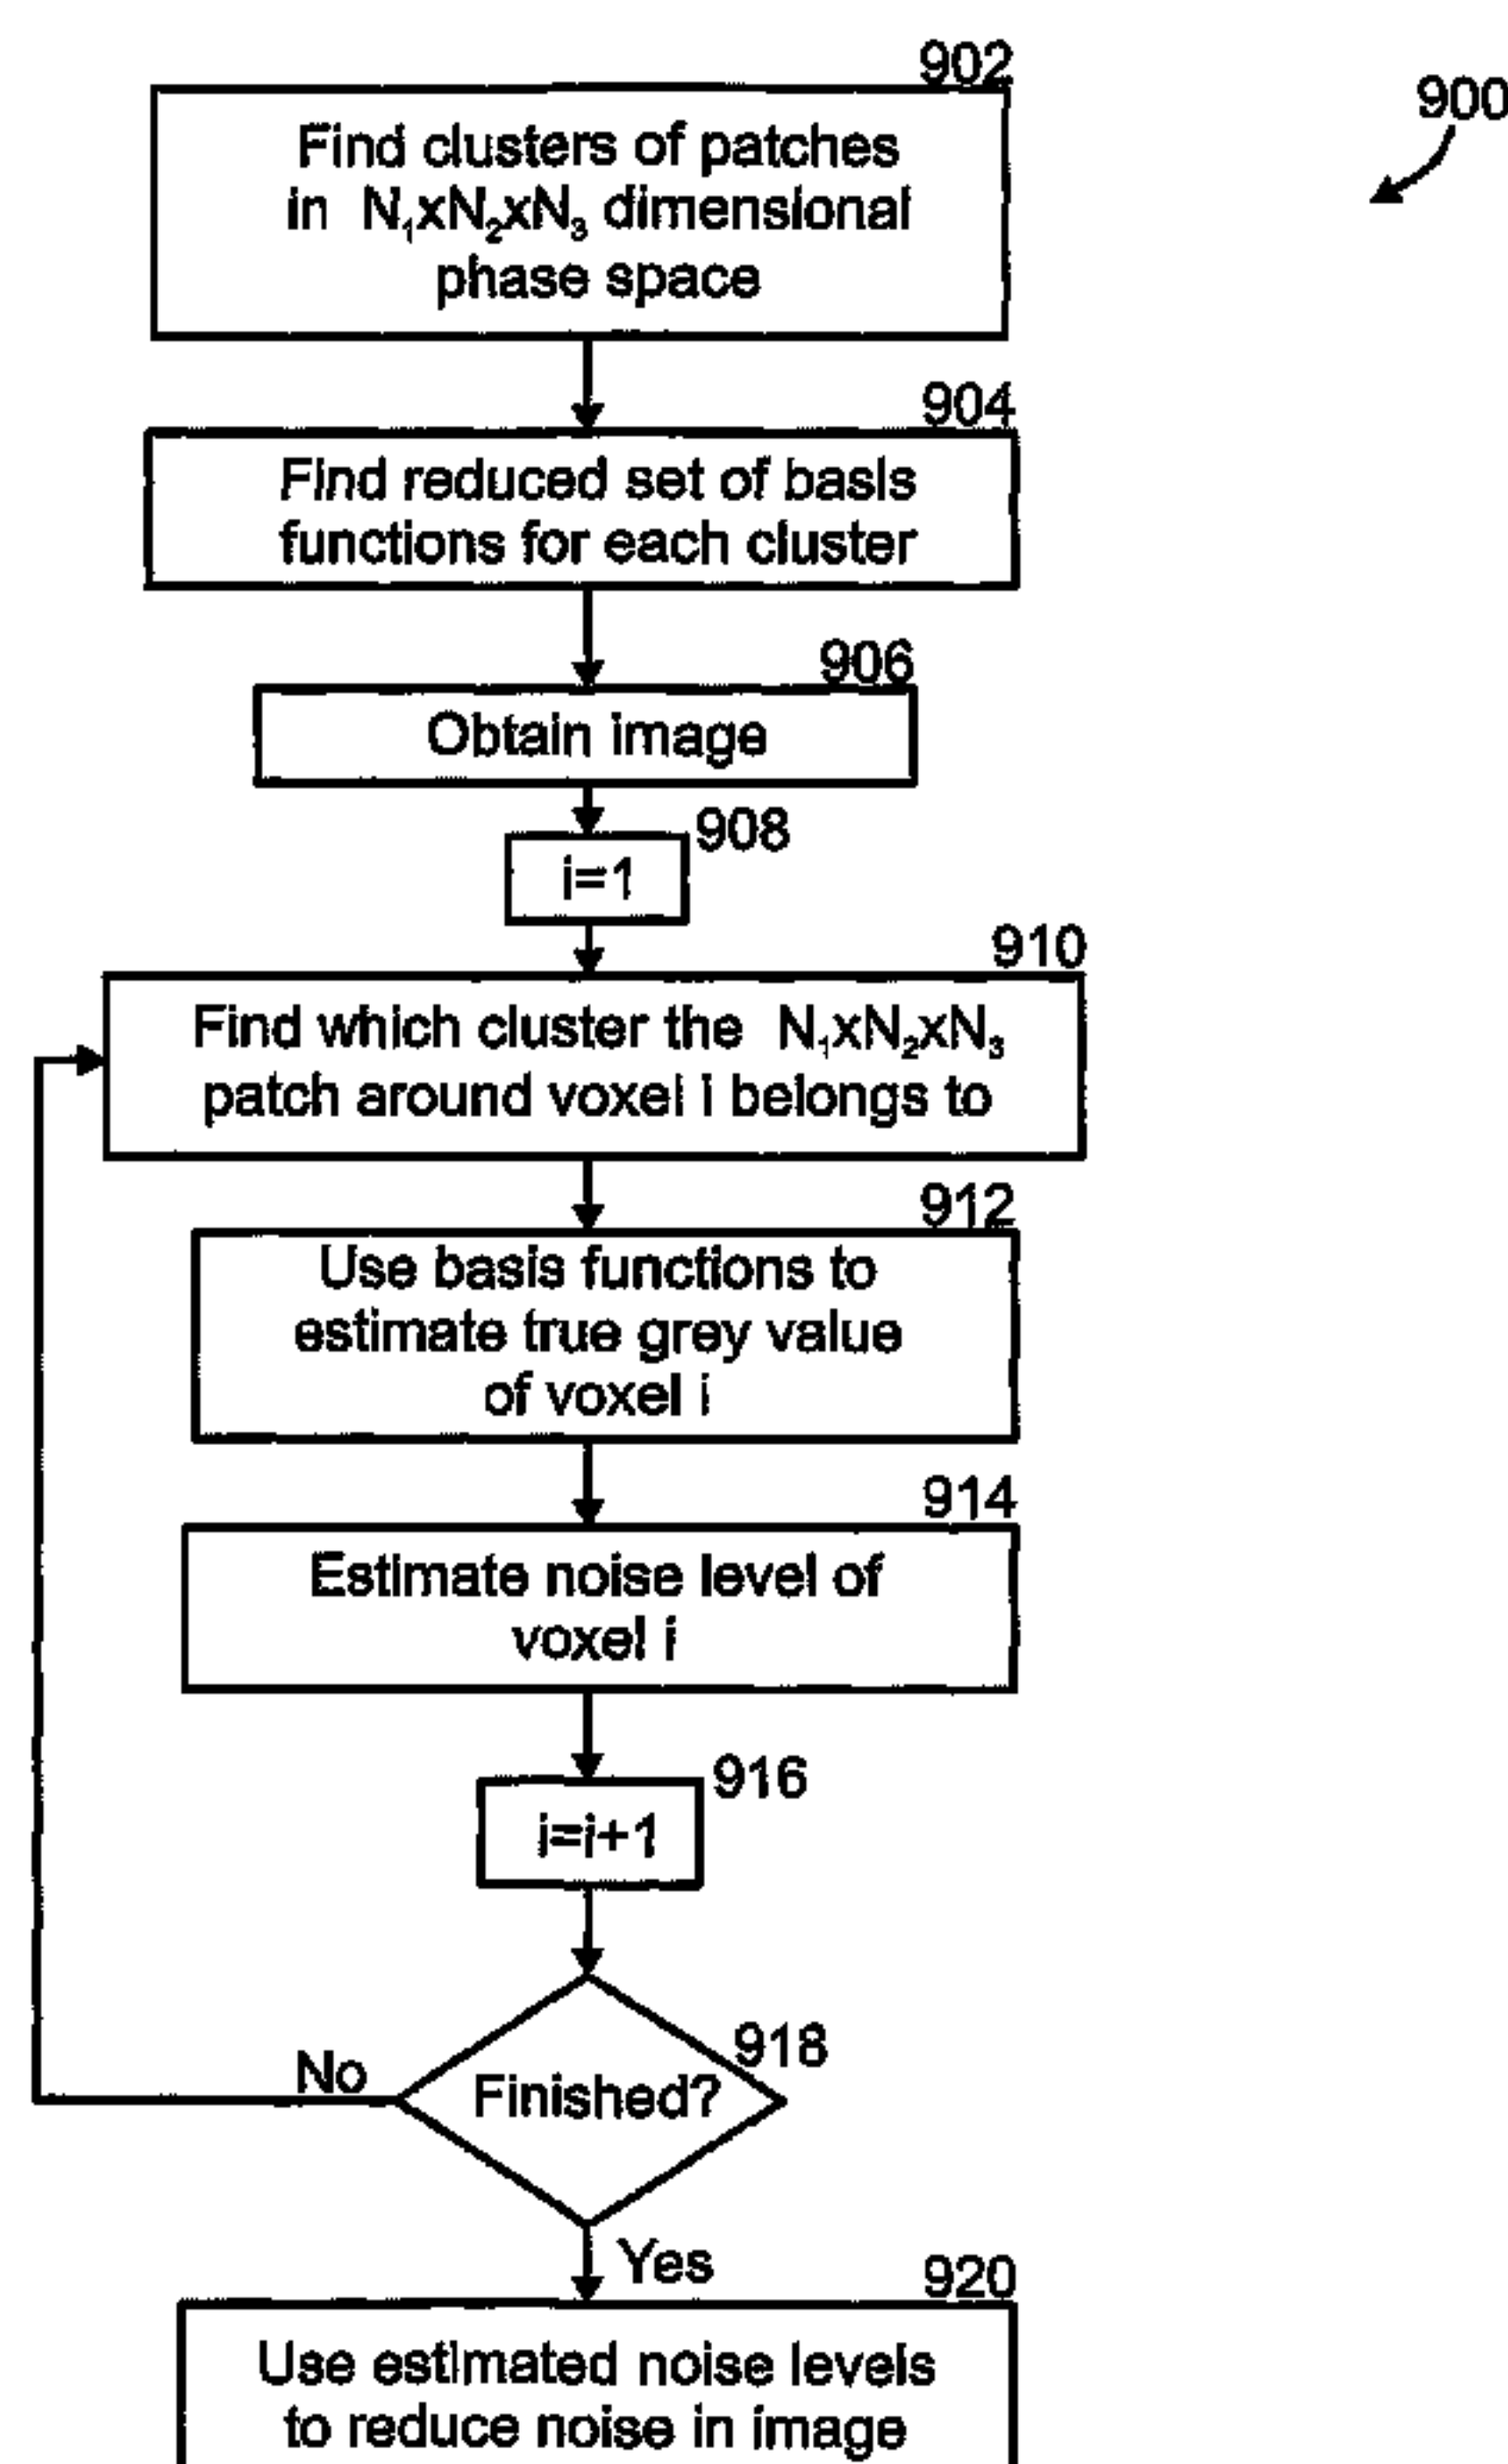 902
900
Find clusters of patches
in N₁xN₂xN₃ dimensional
phase space
904
Find reduced set of basis
functions for each cluster
906
Obtain image
908
i=1
910
Find which cluster the N₁xN₂xN₃
patch around voxel i belongs to
912
Use basis functions to
estimate true grey value
of voxel i
914
Estimate noise level of
voxel i
916
i=i+1
918
No
Finished?
Yes
920
Use estimated noise levels
to reduce noise in image